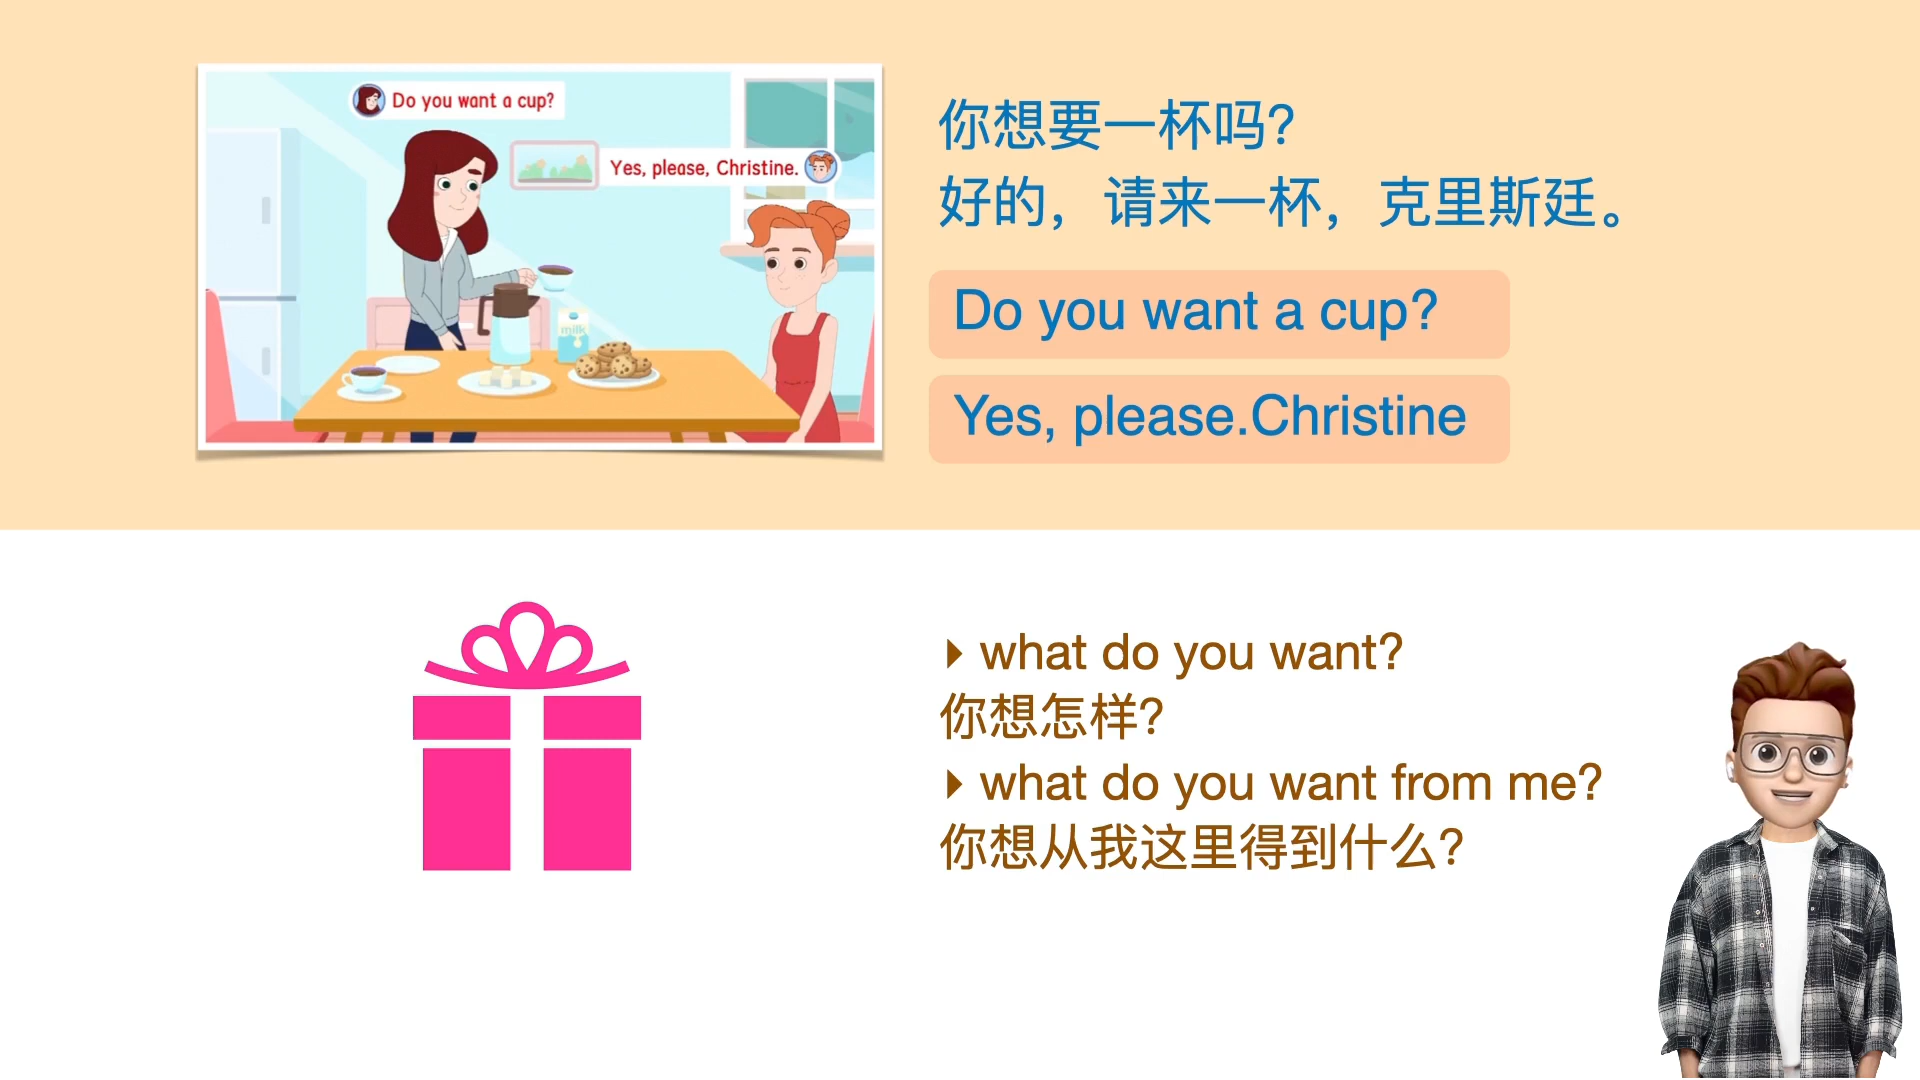 Do you want a cup?
Yes, please, Christine.
milk
你想要一杯吗?
好的，请来一杯，克里斯廷。
Do you want a cup?
Yes, please.Christine
what do you want?
你想怎样?
what do you want from me?
你想从我这里得到什么?